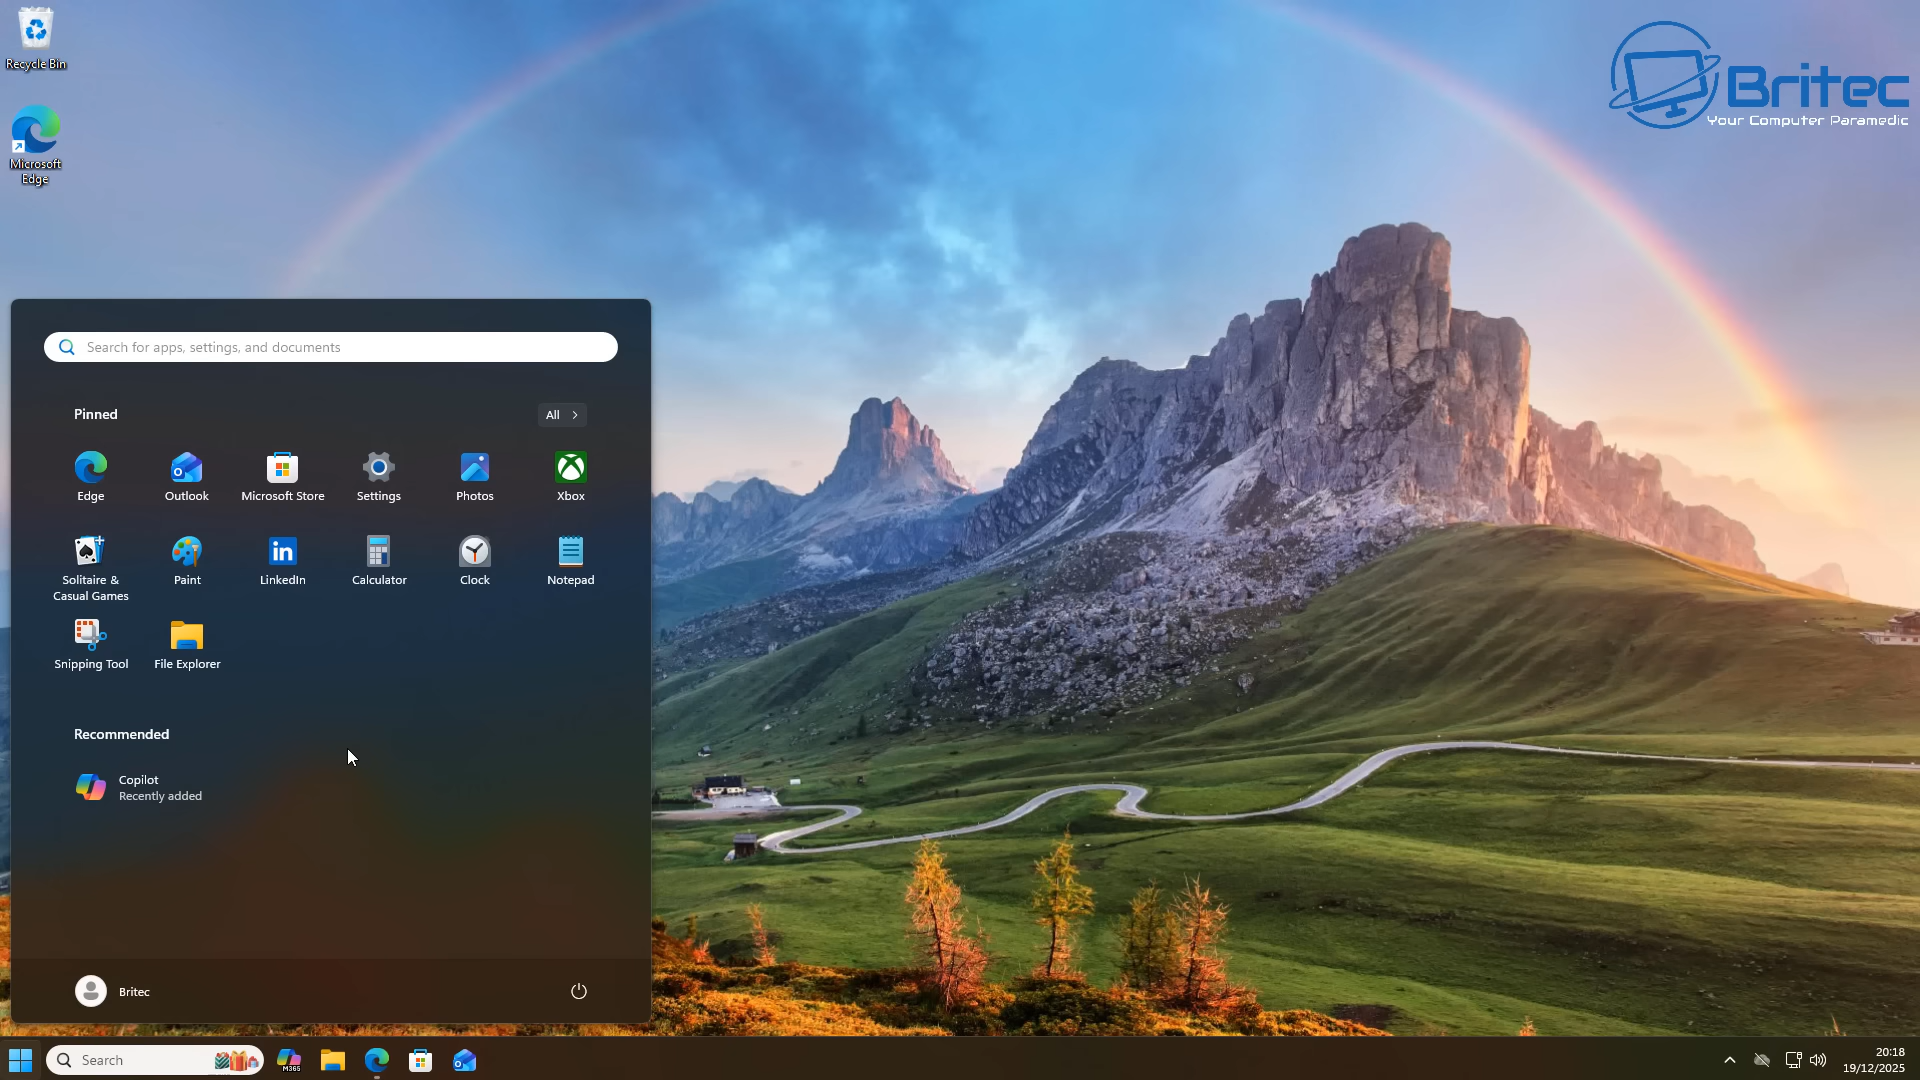 Recycle Bin
Microsoft
Edge
Britec
Your Computer Paramedic
Search for apps, settings, and documents
Pinned
All
Edge
Outlook
Microsoft Store
Settings
Photos
Xbox
Solitaire &
Casual Games
Paint
LinkedIn
Calculator
Clock
Notepad
Snipping Tool
File Explorer
Recommended
Copilot
Recently added
Britec
Search
M365
20:18
19/12/2025